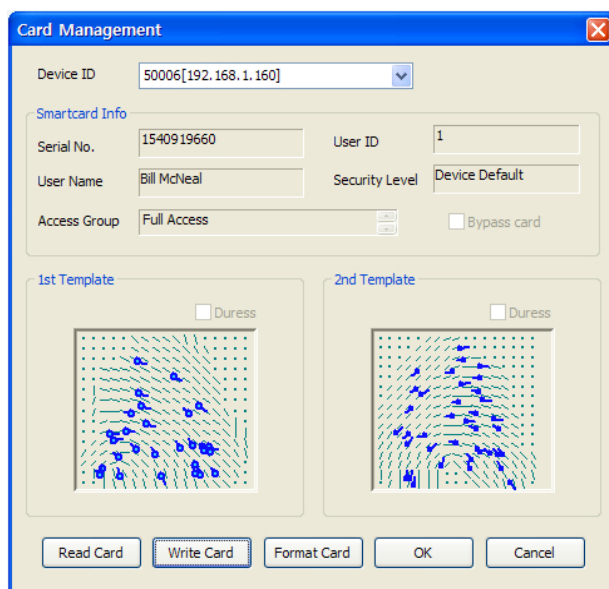 Card Management
Device ID 50006[192.168.1.160]
Smartcard Info
Serial No. 1540919660 User ID 1
User Name Bill McNeal Security Level Device Default
Access Group Full Access Bypass card
1st Template 2nd Template
Duress Duress
Read Card Write Card Format Card OK Cancel